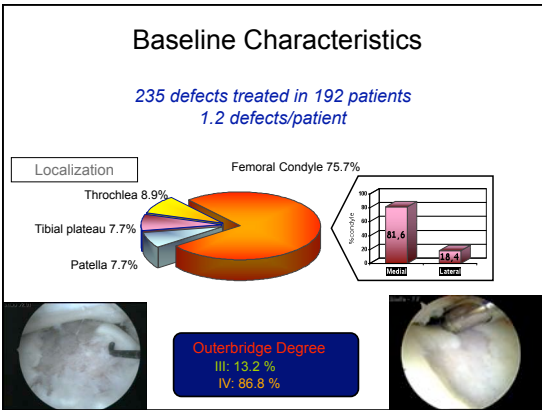 Baseline Characteristics
235 defects treated in 192 patients
1.2 defects/patient
Localization
Femoral Condyle 75.7%
Throchlea 8.9%
Tibial plateau 7.7%
Patella 7.7%
% condyle
100
80
60
40
20
0
81,6
18,4
Medial
Lateral
Outerbridge Degree
III: 13.2 %
IV: 86.8 %